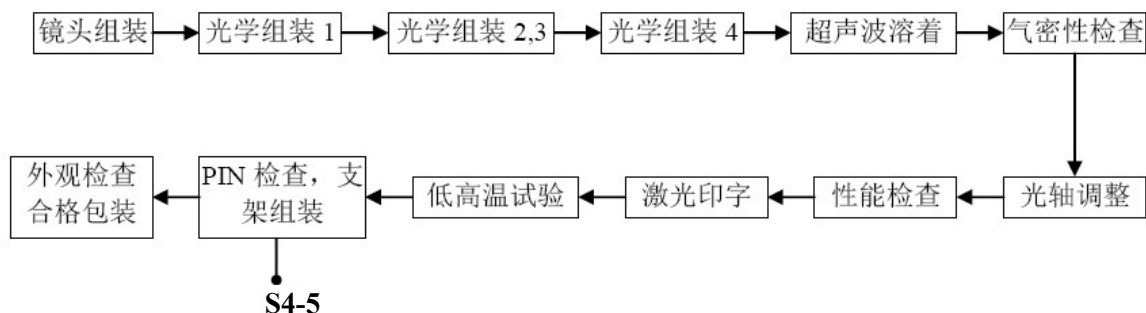 镜头组装
光学组装 1
光学组装 2,3
光学组装 4
超声波溶着
气密性检查
光轴调整
性能检查
激光印字
低高温试验
PIN 检查，支
架组装
外观检查
合格包装
S4-5